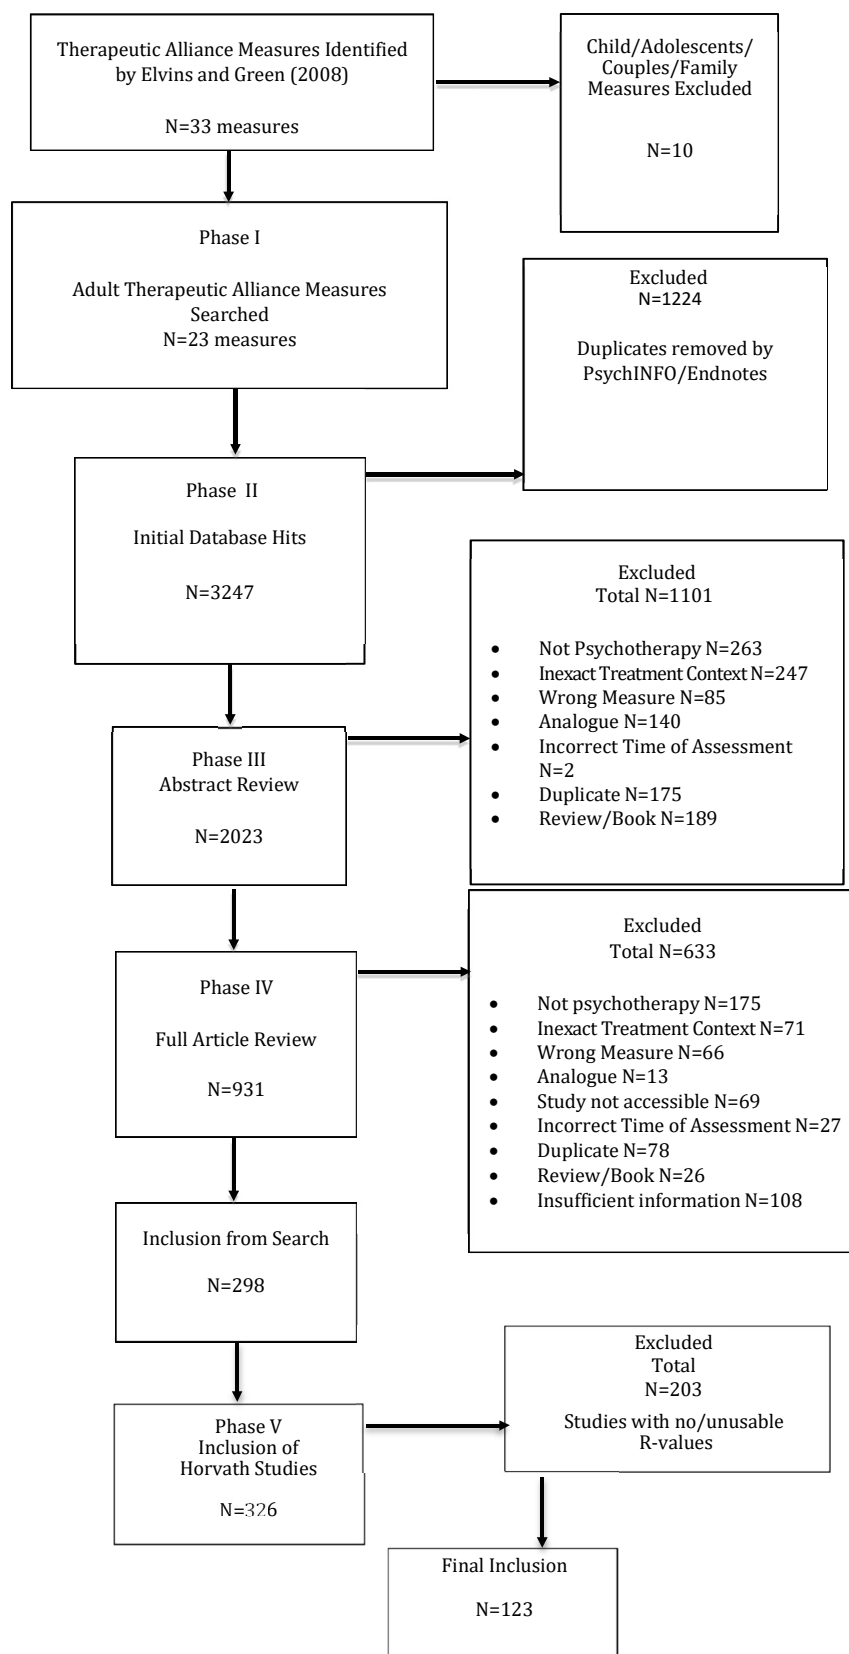 Therapeutic Alliance Measures Identified
by Elvins and Green (2008)
N=33 measures
Child/Adolescents/
Couples/Family
Measures Excluded
N=10
Phase I
Adult Therapeutic Alliance Measures
Searched
N=23 measures
Excluded
N=1224
Duplicates removed by
PsychINFO/Endnotes
Phase II
Initial Database Hits
N=3247
Excluded
Total N=1101
• Not Psychotherapy N=263
• Inexact Treatment Context N=247
• Wrong Measure N=85
• Analogue N=140
• Incorrect Time of Assessment
N=2
• Duplicate N=175
• Review/Book N=189
Phase III
Abstract Review
N=2023
Excluded
Total N=633
• Not psychotherapy N=175
• Inexact Treatment Context N=71
• Wrong Measure N=66
• Analogue N=13
• Study not accessible N=69
• Incorrect Time of Assessment N=27
• Duplicate N=78
• Review/Book N=26
• Insufficient information N=108
Phase IV
Full Article Review
N=931
Inclusion from Search
N=298
Excluded
Total
N=203
Studies with no/unusable
R-values
Phase V
Inclusion of
Horvath Studies
N=326
Final Inclusion
N=123